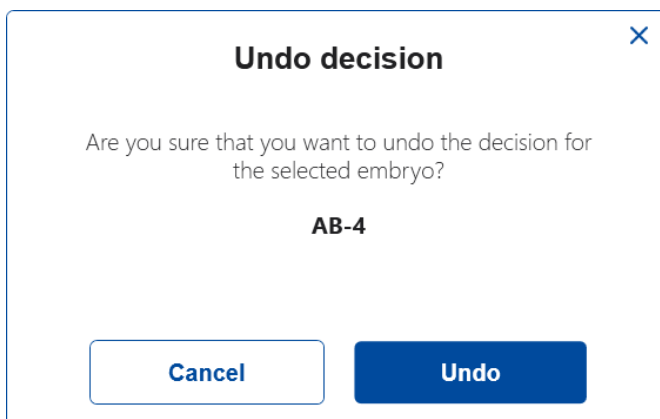 Undo decision
Are you sure that you want to undo the decision for
the selected embryo?
AB-4
Cancel
Undo